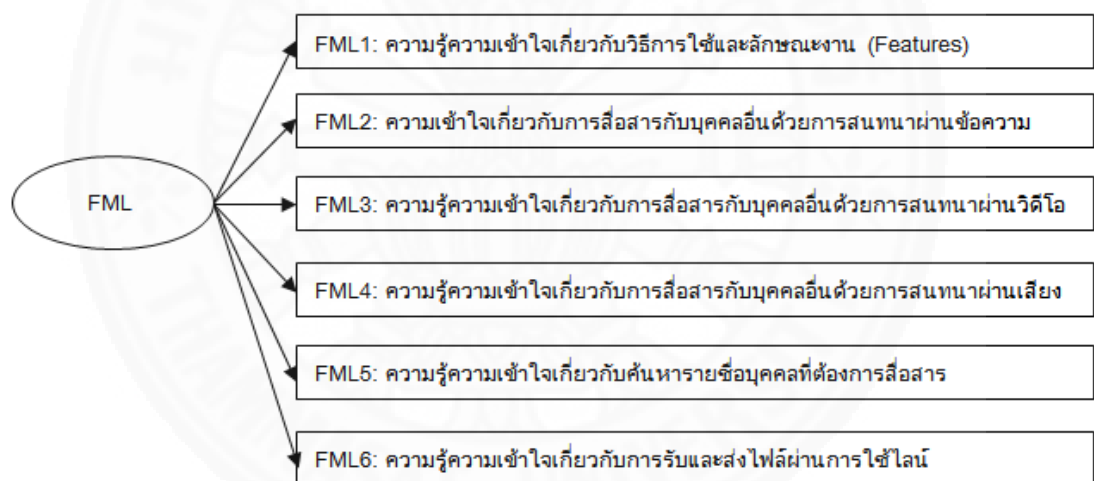 FML1: ความรู้ความเข้าใจเกี่ยวกับวิธีการใช้และลักษณะงาน (Features)
FML2: ความเข้าใจเกี่ยวกับการสื่อสารกับบุคคลอื่นด้วยการสนทนาผ่านข้อความ
FML
FML3: ความรู้ความเข้าใจเกี่ยวกับการสื่อสารกับบุคคลอื่นด้วยการสนทนาผ่านวิดีโอ
FML4: ความรู้ความเข้าใจเกี่ยวกับการสื่อสารกับบุคคลอื่นด้วยการสนทนาผ่านเสียง
FML5: ความรู้ความเข้าใจเกี่ยวกับค้นหารายชื่อบุคคลที่ต้องการสื่อสาร
FML6: ความรู้ความเข้าใจเกี่ยวกับการรับและส่งไฟล์ผ่านการใช้ไลน์